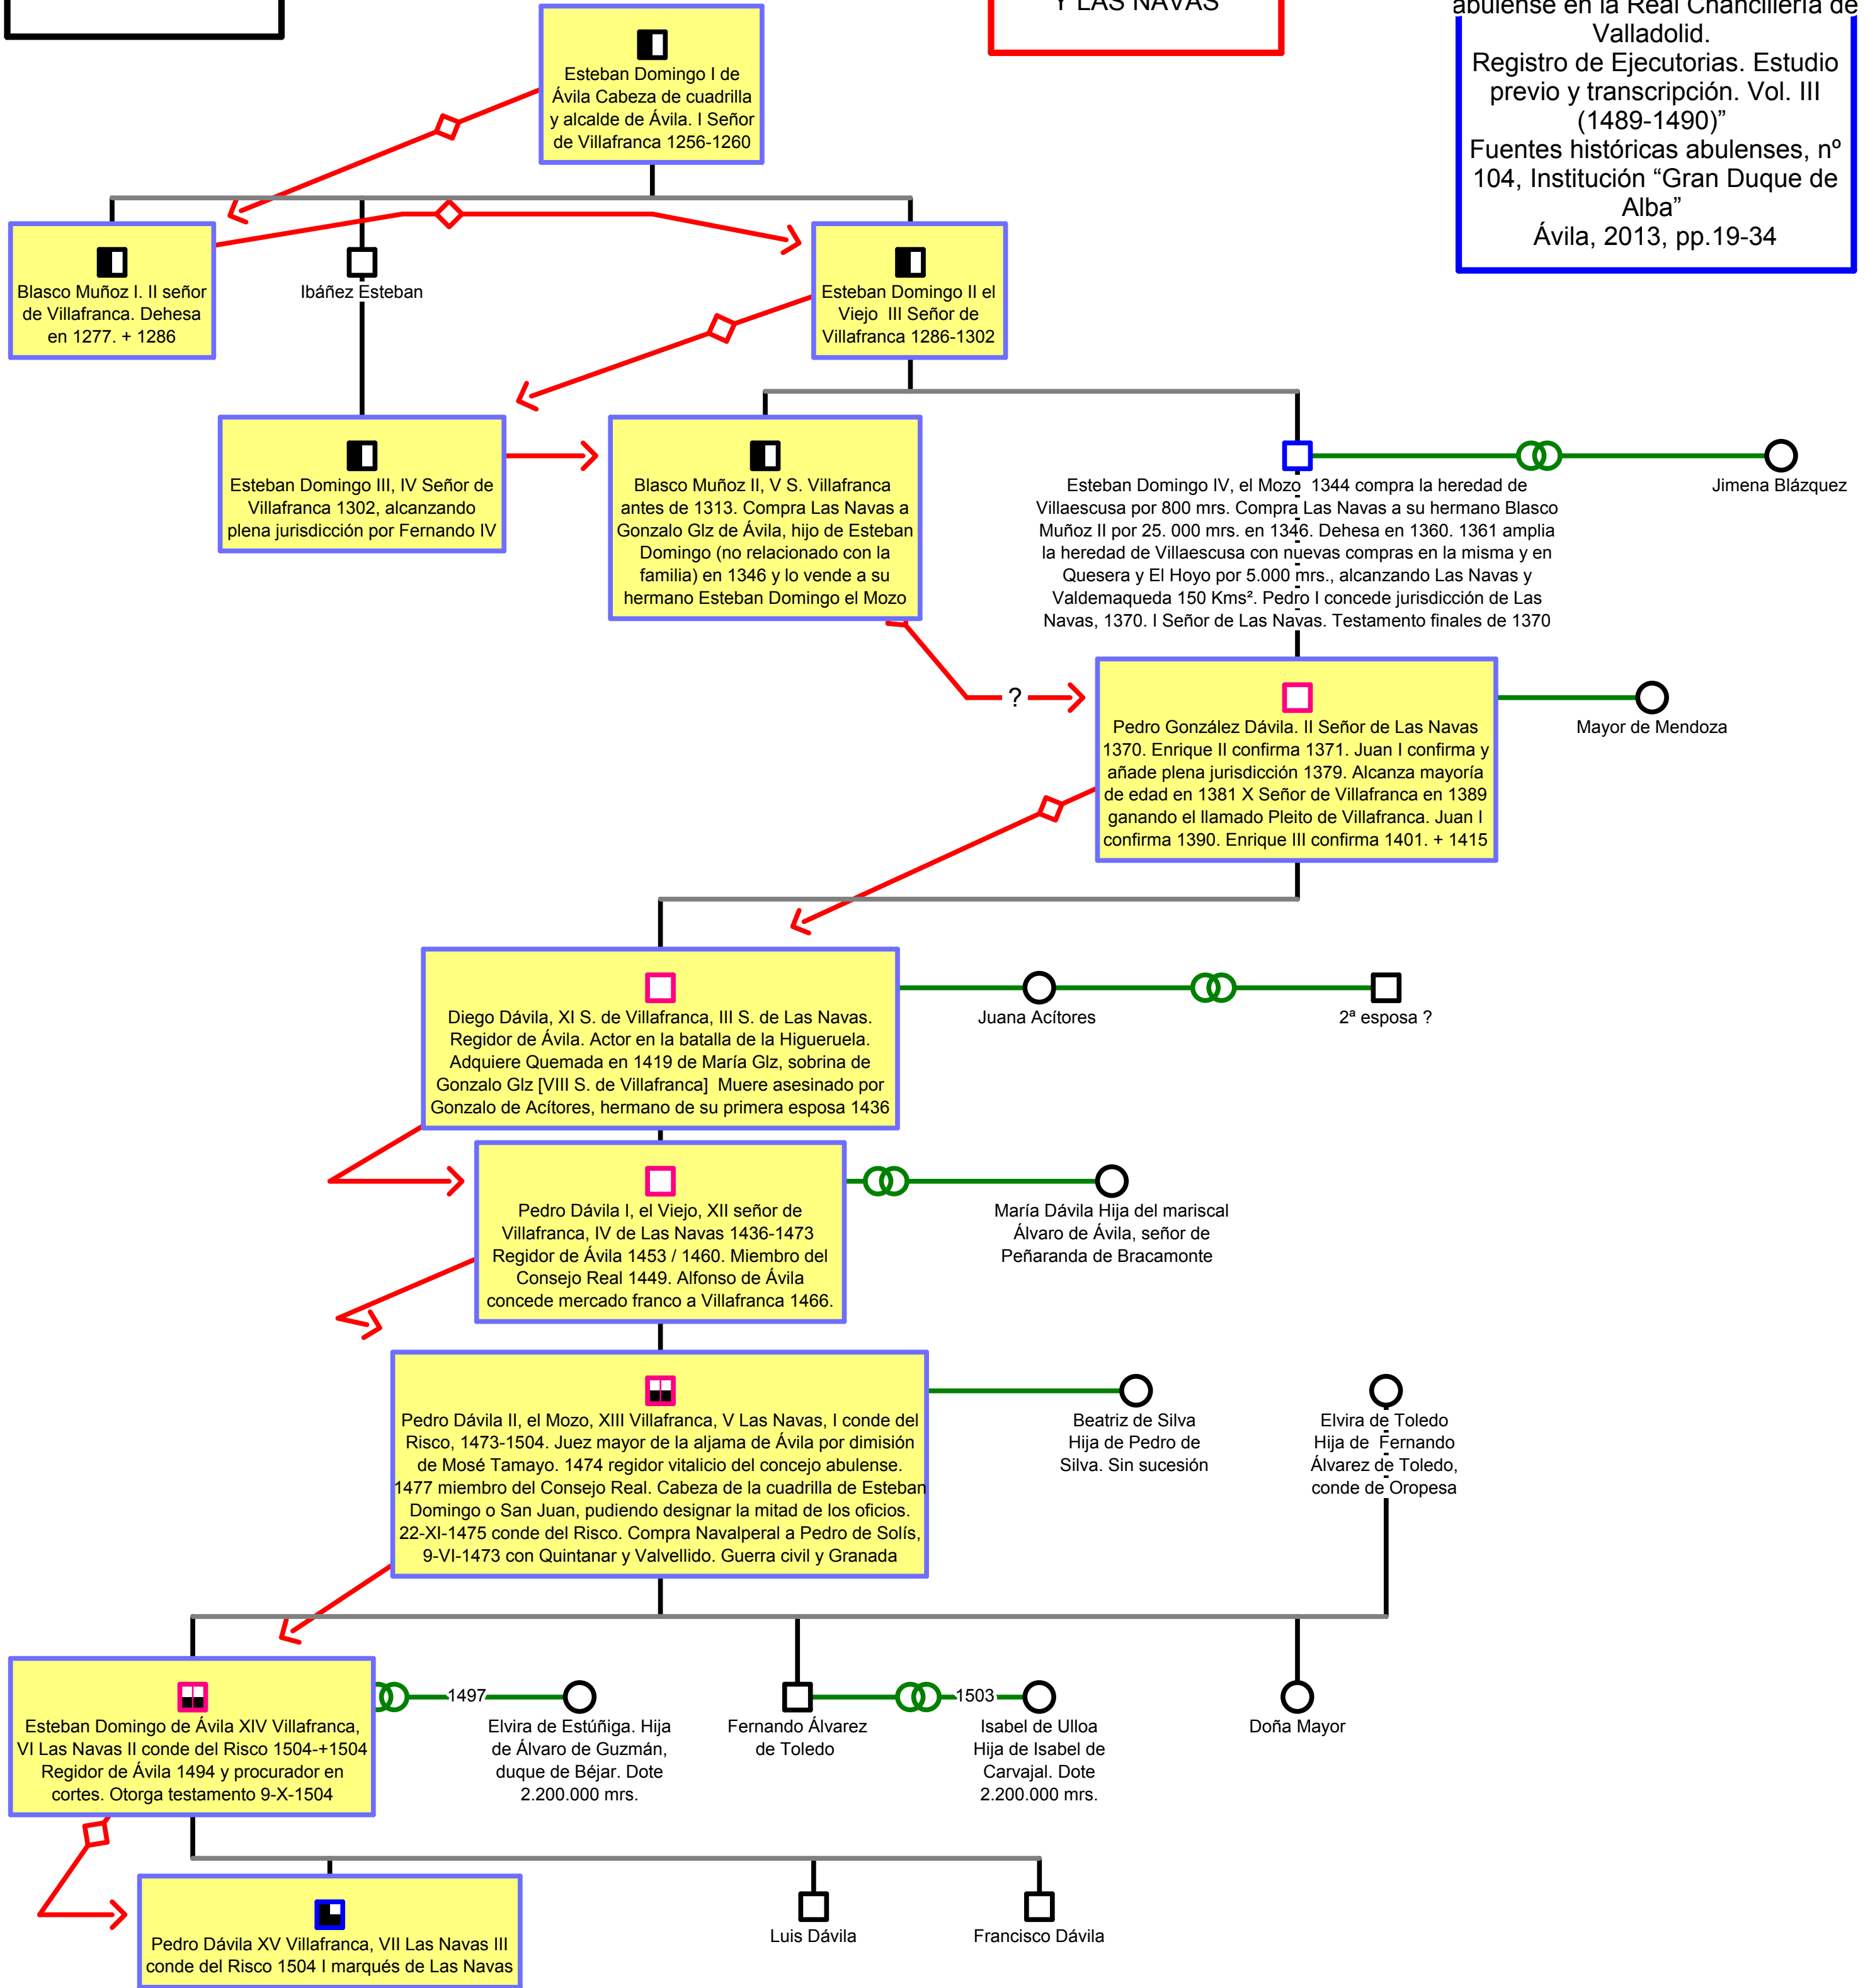 Y LAS NAVAS
abulense en la Real Chancillería de
Valladolid.
Registro de Ejecutorias. Estudio
previo y transcripción. Vol. III
(1489-1490)”
Fuentes históricas abulenses, nº
104, Institución “Gran Duque de
Alba”
Ávila, 2013, pp.19-34
Esteban Domingo I de
Ávila Cabeza de cuadrilla
y alcalde de Ávila. I Señor
de Villafranca 1256-1260
Blasco Muñoz I. II señor
de Villafranca. Dehesa
en 1277. + 1286
Ibáñez Esteban
Esteban Domingo II el
Viejo III Señor de
Villafranca 1286-1302
Esteban Domingo III, IV Señor de
Villafranca 1302, alcanzando
plena jurisdicción por Fernando IV
Blasco Muñoz II, V S. Villafranca
antes de 1313. Compra Las Navas a
Gonzalo Glz de Ávila, hijo de Esteban
Domingo (no relacionado con la
familia) en 1346 y lo vende a su
hermano Esteban Domingo el Mozo
Esteban Domingo IV, el Mozo 1344 compra la heredad de
Villaescusa por 800 mrs. Compra Las Navas a su hermano Blasco
Muñoz II por 25. 000 mrs. en 1346. Dehesa en 1360. 1361 amplia
la heredad de Villaescusa con nuevas compras en la misma y en
Quesera y El Hoyo por 5.000 mrs., alcanzando Las Navas y
Valdemaqueda 150 Kms². Pedro I concede jurisdicción de Las
Navas, 1370. I Señor de Las Navas. Testamento finales de 1370
Jimena Blázquez
?
Pedro González Dávila. II Señor de Las Navas
1370. Enrique II confirma 1371. Juan I confirma y
añade plena jurisdicción 1379. Alcanza mayoría
de edad en 1381 X Señor de Villafranca en 1389
ganando el llamado Pleito de Villafranca. Juan I
confirma 1390. Enrique III confirma 1401. + 1415
Mayor de Mendoza
Diego Dávila, XI S. de Villafranca, III S. de Las Navas.
Regidor de Ávila. Actor en la batalla de la Higueruela.
Adquiere Quemada en 1419 de María Glz, sobrina de
Gonzalo Glz [VIII S. de Villafranca] Muere asesinado por
Gonzalo de Acítores, hermano de su primera esposa 1436
Juana Acítores
2ª esposa ?
Pedro Dávila I, el Viejo, XII señor de
Villafranca, IV de Las Navas 1436-1473
Regidor de Ávila 1453 / 1460. Miembro del
Consejo Real 1449. Alfonso de Ávila
concede mercado franco a Villafranca 1466.
María Dávila Hija del mariscal
Álvaro de Ávila, señor de
Peñaranda de Bracamonte
Pedro Dávila II, el Mozo, XIII Villafranca, V Las Navas, I conde del
Risco, 1473-1504. Juez mayor de la aljama de Ávila por dimisión
de Mosé Tamayo. 1474 regidor vitalicio del concejo abulense.
1477 miembro del Consejo Real. Cabeza de la cuadrilla de Esteban
Domingo o San Juan, pudiendo designar la mitad de los oficios.
22-XI-1475 conde del Risco. Compra Navalperal a Pedro de Solís,
9-VI-1473 con Quintanar y Valvellido. Guerra civil y Granada
Beatriz de Silva
Hija de Pedro de
Silva. Sin sucesión
Elvira de Toledo
Hija de Fernando
Álvarez de Toledo,
conde de Oropesa
Esteban Domingo de Ávila XIV Villafranca,
VI Las Navas II conde del Risco 1504-+1504
Regidor de Ávila 1494 y procurador en
cortes. Otorga testamento 9-X-1504
1497
Elvira de Estúñiga. Hija
de Álvaro de Guzmán,
duque de Béjar. Dote
2.200.000 mrs.
Fernando Álvarez
de Toledo
1503
Isabel de Ulloa
Hija de Isabel de
Carvajal. Dote
2.200.000 mrs.
Doña Mayor
Pedro Dávila XV Villafranca, VII Las Navas III
conde del Risco 1504 I marqués de Las Navas
Luis Dávila
Francisco Dávila